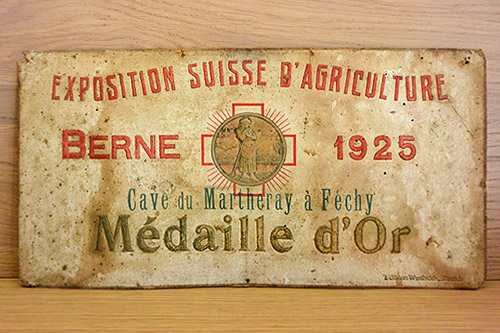 EXPOSITION SUISSE D'AGRICULTURE
BERNE 1925
Cave du Martheray à Féchy
Médaille d'Or